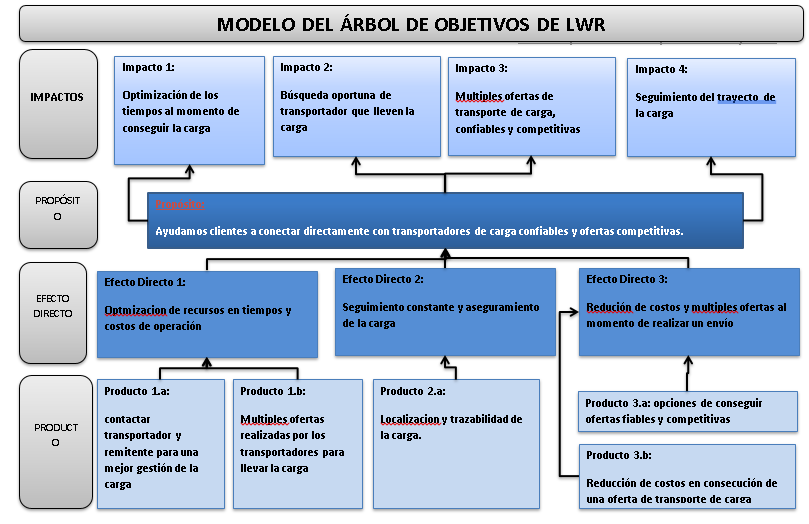 MODELO DEL ÁRBOL DE OBJETIVOS DE LWR
IMPACTOS
Impacto 1:
Optimización de los
tiempos al momento de
conseguir la carga
Impacto 2:
Búsqueda oportuna de
transportador que lleven la
carga
Impacto 3:
Multiples ofertas de
transporte de carga,
confiables y competitivas
Impacto 4:
Seguimiento del trayecto de
la carga
PROPÓSIT
O
Propósito:
Ayudamos clientes a conectar directamente con transportadores de carga confiables y ofertas competitivas.
EFECTO
DIRECTO
Efecto Directo 1:
Optmizacion de recursos en tiempos y
costos de operación
Efecto Directo 2:
Seguimiento constante y aseguramiento
de la carga
Efecto Directo 3:
Redución de costos y multiples ofertas al
momento de realizar un envío
PRODUCT
O
Producto 1.a:
contactar
transportador y
remitente para una
mejor gestión de la
carga
Producto 1.b:
Multiples ofertas
realizadas por los
transportadores para
llevar la carga
Producto 2.a:
Localizacion y trazabilidad de
la carga.
Producto 3.a: opciones de conseguir
ofertas fiables y competitivas
Producto 3.b:
Reducción de costos en consecución de
una oferta de transporte de carga